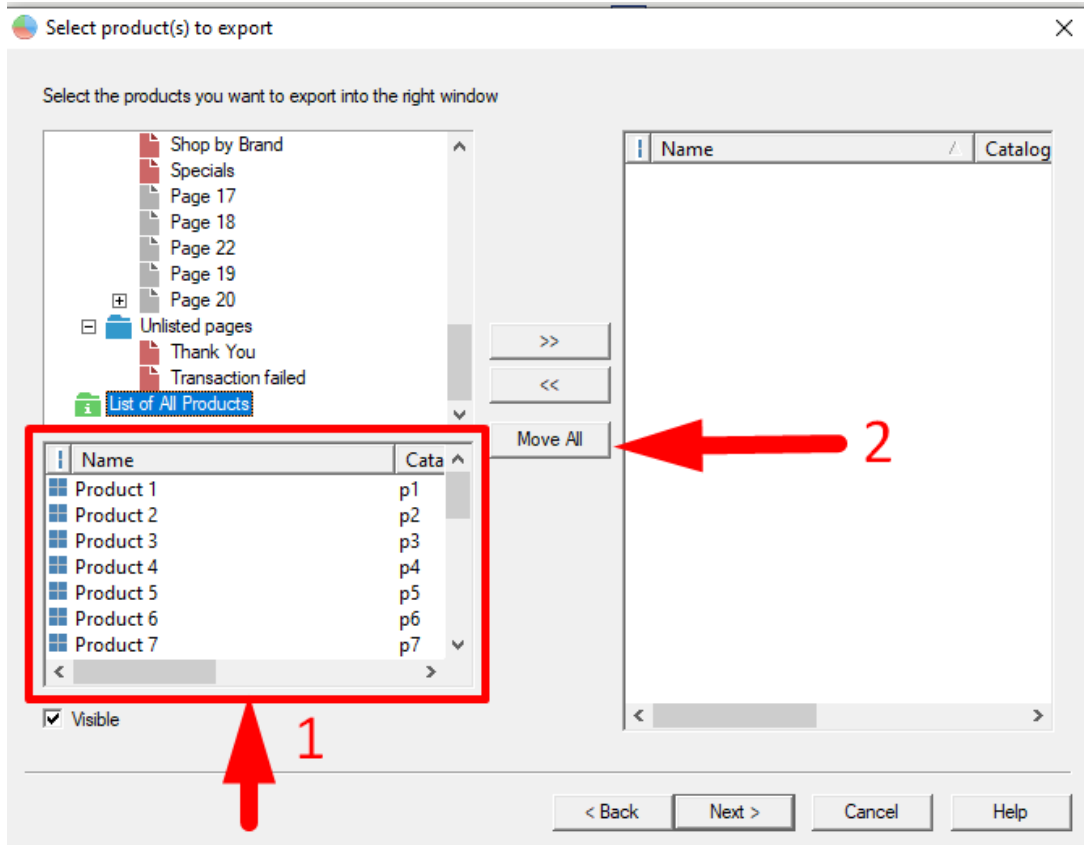 Select product(s) to export
Select the products you want to export into the right window
Shop by Brand
Specials
Page 17
Page 18
Page 22
Page 19
Page 20
Unlisted pages
Thank You
Transaction failed
List of All Products
Name Cata
Product 1 p1
Product 2 p2
Product 3 p3
Product 4 p4
Product 5 p5
Product 6 p6
Product 7 p7
Visible
1
>>
<<
Move All
2
Name Catalog
< Back Next > Cancel Help